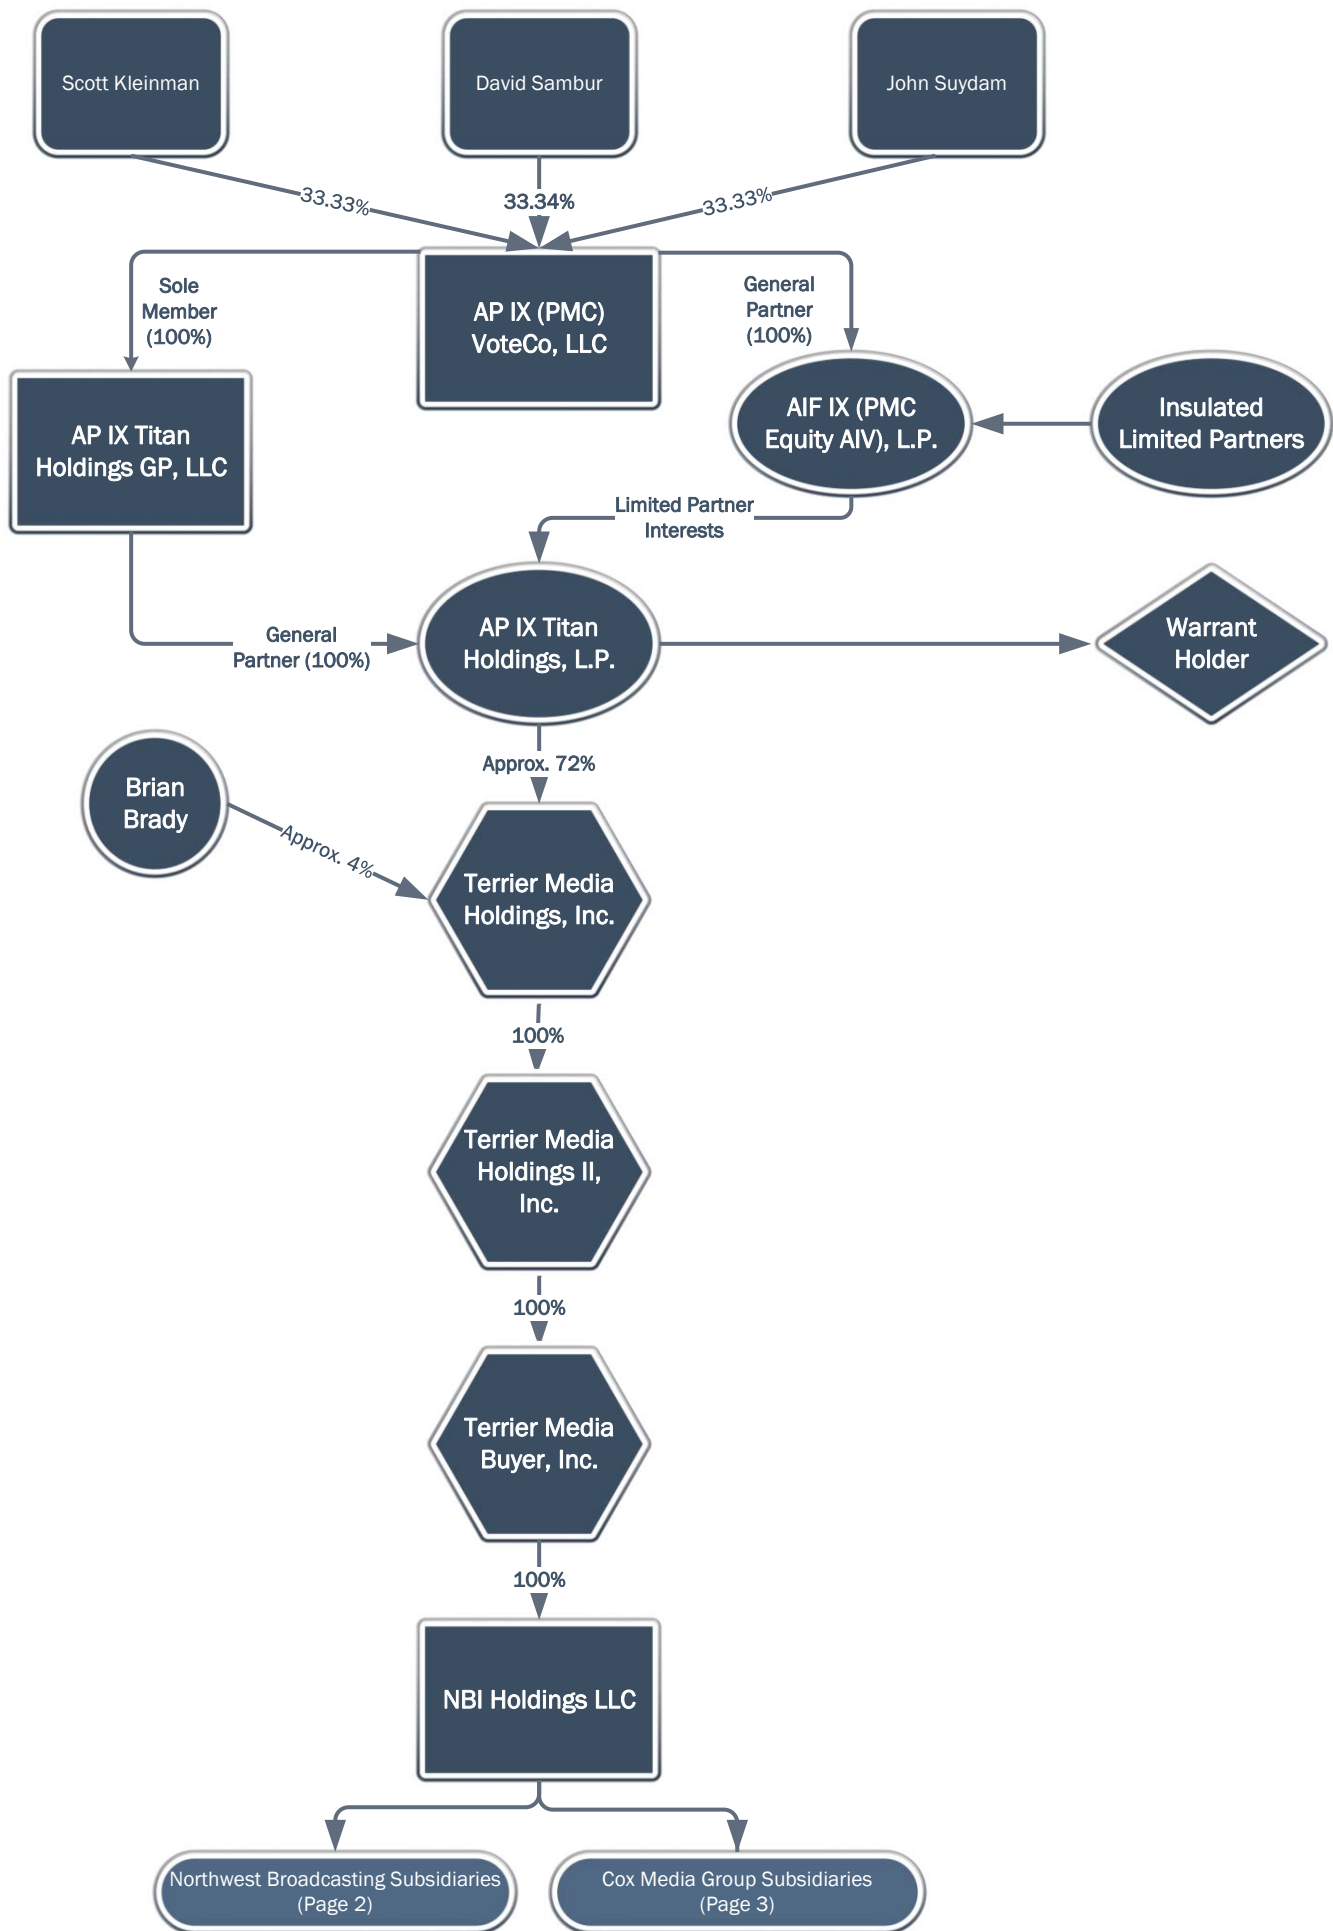 Scott Kleinman
David Sambur
John Suydam
33.33%
33.34%
33.33%
Sole
Member
(100%)
AP IX (PMC)
VoteCo, LLC
General
Partner
(100%)
AP IX Titan
Holdings GP, LLC
AIF IX (PMC
Equity AIV), L.P.
Insulated
Limited Partners
Limited Partner
Interests
General
Partner (100%)
AP IX Titan
Holdings, L.P.
Warrant
Holder
Approx. 72%
Brian
Brady
Approx. 4%
Terrier Media
Holdings, Inc.
100%
Terrier Media
Holdings II,
Inc.
100%
Terrier Media
Buyer, Inc.
100%
NBI Holdings LLC
Northwest Broadcasting Subsidiaries
(Page 2)
Cox Media Group Subsidiaries
(Page 3)